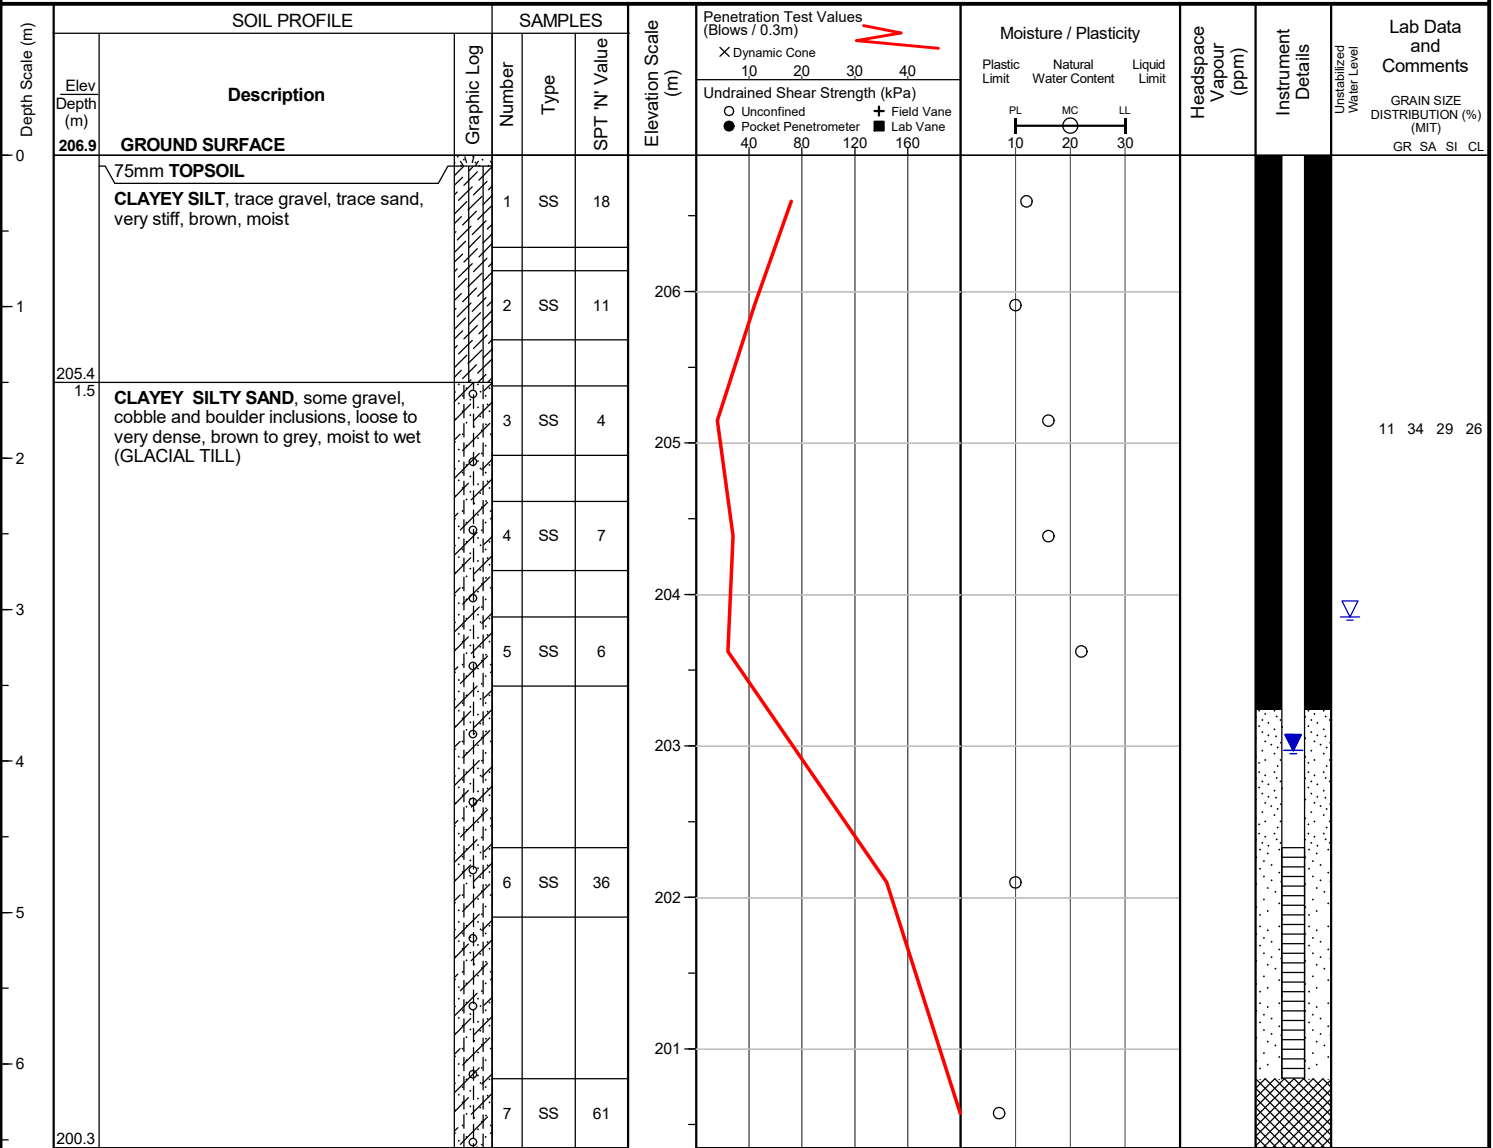 Depth Scale (m)
SOIL PROFILE
Elev
Depth
(m)
206.9
Description
GROUND SURFACE
Graphic Log
SAMPLES
Number
Type
SPT 'N' Value
Elevation Scale
(m)
Penetration Test Values
(Blows / 0.3m)
× Dynamic Cone
10 20 30 40
Undrained Shear Strength (kPa)
Unconfined + Field Vane
Pocket Penetrometer Lab Vane
40 80 120 160
Moisture / Plasticity
Plastic Natural Liquid
Limit Water Content Limit
PL MC LL
10 20 30
Headspace
Vapour
(ppm)
Instrument
Details
Unstabilized
Water Level
Lab Data
and
Comments
GRAIN SIZE
DISTRIBUTION (%)
(MIT)
GR SA SI CL
0
75mm TOPSOIL
CLAYEY SILT, trace gravel, trace sand,
very stiff, brown, moist
1 SS 18
206
1
2 SS 11
205.4
1.5
CLAYEY SILTY SAND, some gravel,
cobble and boulder inclusions, loose to
very dense, brown to grey, moist to wet
(GLACIAL TILL)
3 SS 4
11 34 29 26
205
2
4 SS 7
204
3
5 SS 6
203
4
6 SS 36
202
5
201
6
7 SS 61
200.3